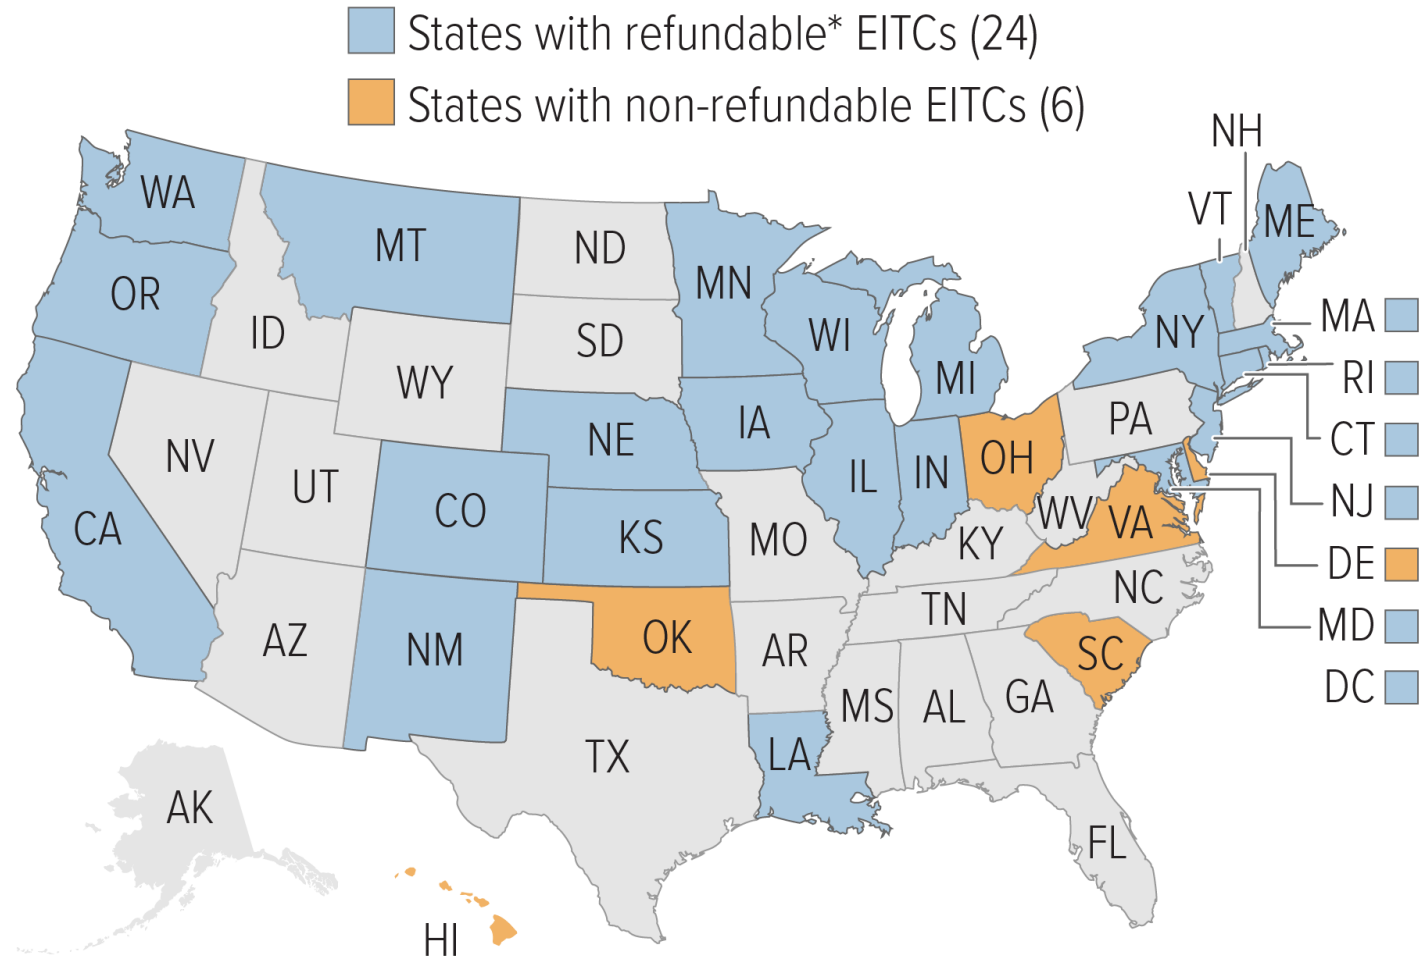 States with refundable* EITCs (24)
States with non-refundable EITCs (6)
NH
VT
ME
WA
MT
ND
MN
OR
ID
SD
WI
NY
MA
WY
MI
RI
PA
CT
NE
IA
NV
UT
IL
IN
OH
CO
NJ
CA
KS
MO
KY
WV
VA
DE
NC
TN
MD
AZ
NM
OK
AR
SC
DC
MS
AL
GA
TX
LA
AK
FL
HI